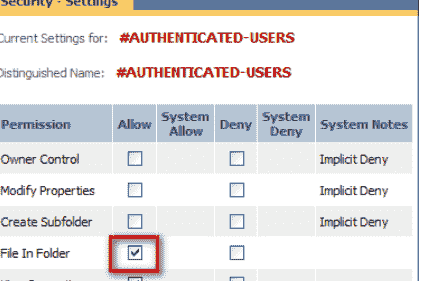 Security - Settings
Current Settings for: #AUTHENTICATED-USERS
Distinguished Name: #AUTHENTICATED-USERS
Permission Allow System Allow Deny System Deny System Notes
Owner Control Implicit Deny
Modify Properties Implicit Deny
Create Subfolder Implicit Deny
File In Folder